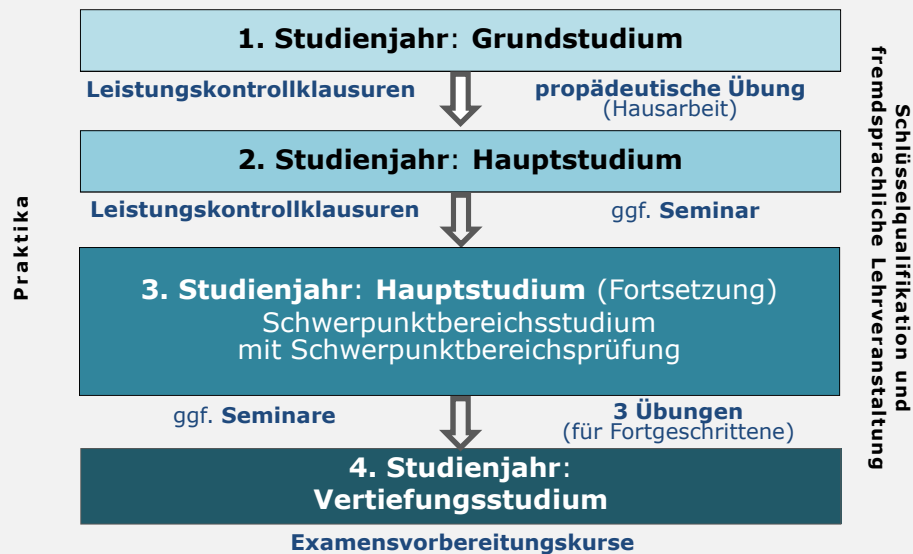 1. Studienjahr: Grundstudium
Leistungskontrollklausuren
propädeutische Übung
(Hausarbeit)
2. Studienjahr: Hauptstudium
Leistungskontrollklausuren
ggf. Seminar
3. Studienjahr: Hauptstudium (Fortsetzung)
Schwerpunktbereichsstudium
mit Schwerpunktbereichsprüfung
ggf. Seminare
3 Übungen
(für Fortgeschrittene)
4. Studienjahr:
Vertiefungsstudium
Examensvorbereitungskurse
Praktika
Schlüsselqualifikation und
fremdsprachliche Lehrveranstaltung